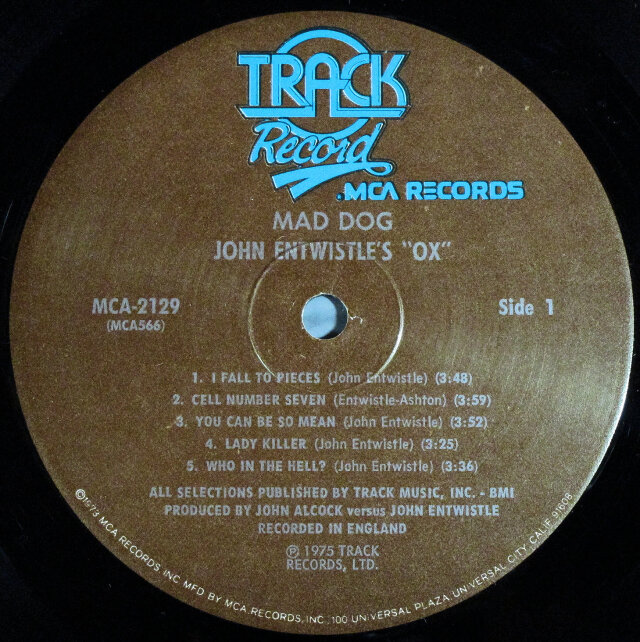 TRACK
Record
MCA RECORDS
MAD DOG
JOHN ENTWISTLE'S "OX"
MCA-2129
(MCA566)
Side 1
1. I FALL TO PIECES (John Entwistle) (3:48)
2. CELL NUMBER SEVEN (Entwistle-Ashton) (3:59)
3. YOU CAN BE SO MEAN (John Entwistle) (3:52)
4. LADY KILLER (John Entwistle) (3:25)
5. WHO IN THE HELL? (John Entwistle) (3:36)
ALL SELECTIONS PUBLISHED BY TRACK MUSIC, INC. - BMI
PRODUCED BY JOHN ALCOCK versus JOHN ENTWISTLE
RECORDED IN ENGLAND
℗ 1975 TRACK
RECORDS, LTD.
©1973 MCA RECORDS INC MFD BY MCA RECORDS, INC., 100 UNIVERSAL PLAZA UNIVERSAL CITY, CALIF. 91608